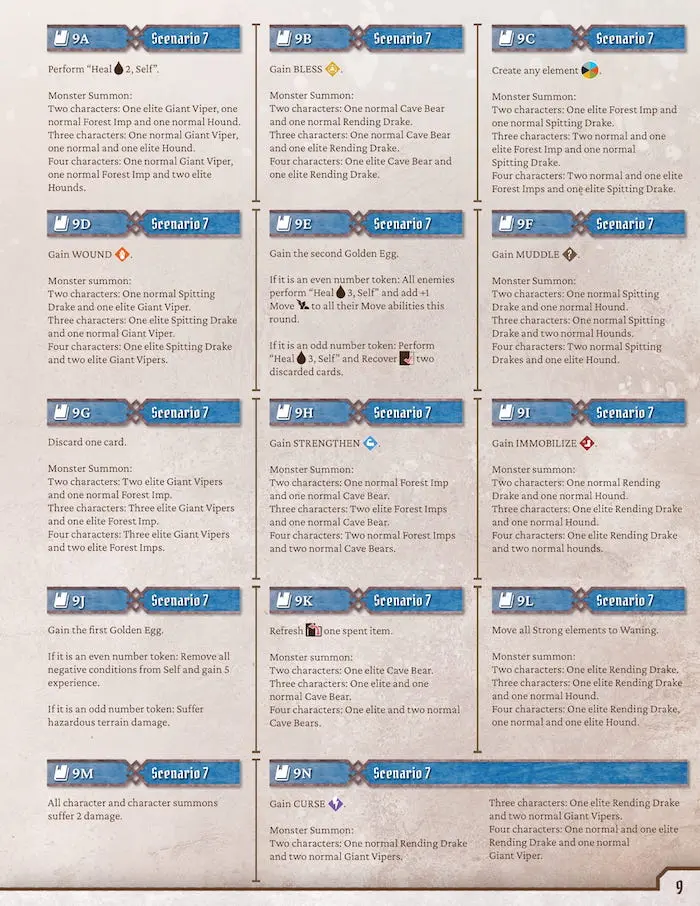 9A Scenario 7
Perform “Heal 2, Self”.
Monster Summon:
Two characters: One elite Giant Viper, one
normal Forest Imp and one normal Hound.
Three characters: One normal Giant Viper,
one normal and one elite Hound.
Four characters: One normal Giant Viper,
one normal Forest Imp and two elite
Hounds.
9B Scenario 7
Gain BLESS.
Monster Summon:
Two characters: One normal Cave Bear
and one normal Rending Drake.
Three characters: One normal Cave Bear
and one elite Rending Drake.
Four characters: One elite Cave Bear and
one elite Rending Drake.
9C Scenario 7
Create any element.
Monster Summon:
Two characters: One elite Forest Imp and
one normal Spitting Drake.
Three characters: Two normal and one
elite Forest Imp and one normal
Spitting Drake.
Four characters: Two normal and one elite
Forest Imps and one elite Spitting Drake.
9D Scenario 7
Gain WOUND.
Monster summon:
Two characters: One normal Spitting
Drake and one elite Giant Viper.
Three characters: One elite Spitting Drake
and one normal Giant Viper.
Four characters: One elite Spitting Drake
and two elite Giant Vipers.
9E Scenario 7
Gain the second Golden Egg.
If it is an even number token: All enemies
perform “Heal 3, Self” and add +1
Move to all their Move abilities this
round.
If it is an odd number token: Perform
“Heal 3, Self” and Recover two
discarded cards.
9F Scenario 7
Gain MUDDLE.
Monster Summon:
Two characters: One normal Spitting
Drake and one normal Hound.
Three characters: One normal Spitting
Drake and two normal Hounds.
Four characters: Two normal Spitting
Drakes and one elite Hound.
9G Scenario 7
Discard one card.
Monster Summon:
Two characters: Two elite Giant Vipers
and one normal Forest Imp.
Three characters: Three elite Giant Vipers
and one elite Forest Imp.
Four characters: Three elite Giant Vipers
and two elite Forest Imps.
9H Scenario 7
Gain STRENGTHEN.
Monster Summon:
Two characters: One normal Forest Imp
and one normal Cave Bear.
Three characters: Two elite Forest Imps
and one normal Cave Bear.
Four characters: Two normal Forest Imps
and two normal Cave Bears.
9I Scenario 7
Gain IMMOBILIZE.
Monster summon:
Two characters: One normal Rending
Drake and one normal Hound.
Three characters: One elite Rending Drake
and one normal Hound.
Four characters: One elite Rending Drake
and two normal hounds.
9J Scenario 7
Gain the first Golden Egg.
If it is an even number token: Remove all
negative conditions from Self and gain 5
experience.
If it is an odd number token: Suffer
hazardous terrain damage.
9K Scenario 7
Refresh one spent item.
Monster summon:
Two characters: One elite Cave Bear.
Three characters: One elite and one
normal Cave Bear.
Four characters: One elite and two normal
Cave Bears.
9L Scenario 7
Move all Strong elements to Waning.
Monster summon:
Two characters: One elite Rending Drake.
Three characters: One elite Rending Drake
and one normal Hound.
Four characters: One elite Rending Drake,
one normal and one elite Hound.
9M Scenario 7
All character and character summons
suffer 2 damage.
9N Scenario 7
Gain CURSE.
Monster Summon:
Two characters: One normal Rending Drake
and two normal Giant Vipers.
Three characters: One elite Rending Drake
and two normal Giant Vipers.
Four characters: One normal and one elite
Rending Drake and one normal
Giant Viper.
9